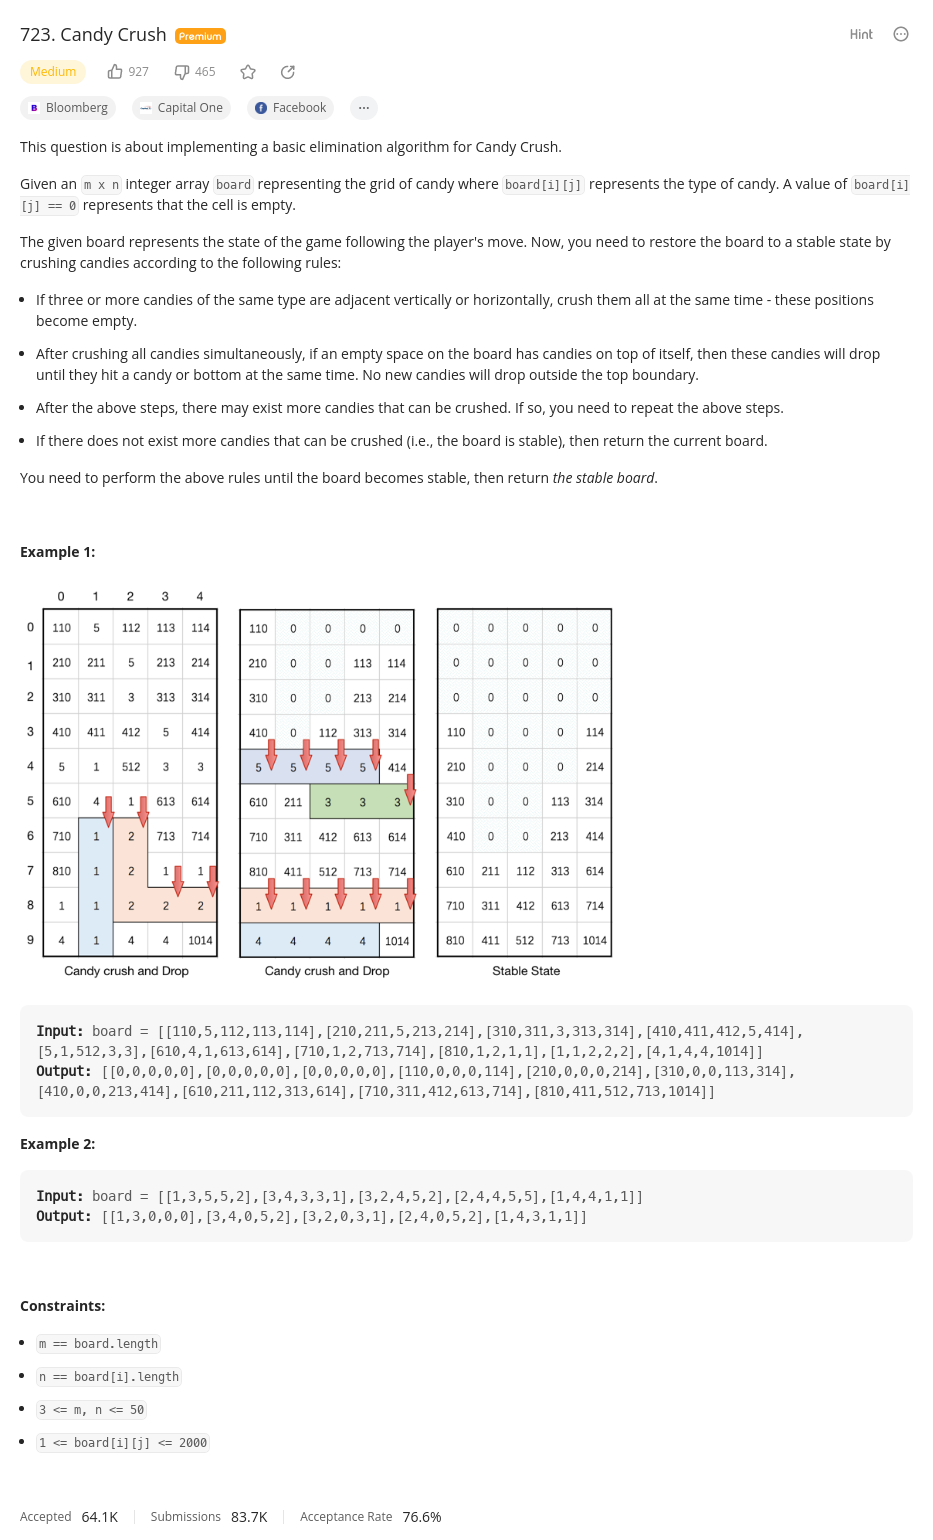 723. Candy Crush Premium
Hint
Medium 927 465
B Bloomberg Capital One Facebook ...
This question is about implementing a basic elimination algorithm for Candy Crush.
Given an m x n integer array board representing the grid of candy where board[i][j] represents the type of candy. A value of board[i]
[j] == 0 represents that the cell is empty.
The given board represents the state of the game following the player's move. Now, you need to restore the board to a stable state by
crushing candies according to the following rules:
• If three or more candies of the same type are adjacent vertically or horizontally, crush them all at the same time - these positions
become empty.
• After crushing all candies simultaneously, if an empty space on the board has candies on top of itself, then these candies will drop
until they hit a candy or bottom at the same time. No new candies will drop outside the top boundary.
• After the above steps, there may exist more candies that can be crushed. If so, you need to repeat the above steps.
• If there does not exist more candies that can be crushed (i.e., the board is stable), then return the current board.
You need to perform the above rules until the board becomes stable, then return the stable board.
Example 1:
0 1 2 3 4
0 110 5 112 113 114 110 0 0 0 0 0 0 0 0 0
1 210 211 5 213 214 210 0 0 113 114 0 0 0 0 0
2 310 311 3 313 314 310 0 0 213 214 0 0 0 0 0
3 410 411 412 5 414 410 0 112 313 314 110 0 0 0 114
4 5 1 512 3 3 5 5 5 5 414 210 0 0 0 214
5 610 4 1 613 614 610 211 3 3 3 310 0 0 113 314
6 710 1 2 713 714 710 311 412 613 614 410 0 0 213 414
7 810 1 2 1 1 810 411 512 713 714 610 211 112 313 614
8 1 1 2 2 2 1 1 1 1 1 710 311 412 613 714
9 4 1 4 4 1014 4 4 4 4 1014 810 411 512 713 1014
Candy crush and Drop Candy crush and Drop Stable State
Input: board = [[110,5,112,113,114],[210,211,5,213,214],[310,311,3,313,314],[410,411,412,5,414],
[5,1,512,3,3],[610,4,1,613,614],[710,1,2,713,714],[810,1,2,1,1],[1,1,2,2,2],[4,1,4,4,1014]]
Output: [[0,0,0,0,0],[0,0,0,0,0],[0,0,0,0,0],[110,0,0,0,114],[210,0,0,0,214],[310,0,0,113,314],
[410,0,0,213,414],[610,211,112,313,614],[710,311,412,613,714],[810,411,512,713,1014]]
Example 2:
Input: board = [[1,3,5,5,2],[3,4,3,3,1],[3,2,4,5,2],[2,4,4,5,5],[1,4,4,1,1]]
Output: [[1,3,0,0,0],[3,4,0,5,2],[3,2,0,3,1],[2,4,0,5,2],[1,4,3,1,1]]
Constraints:
• m == board.length
• n == board[i].length
• 3 <= m, n <= 50
• 1 <= board[i][j] <= 2000
Accepted 64.1K Submissions 83.7K Acceptance Rate 76.6%